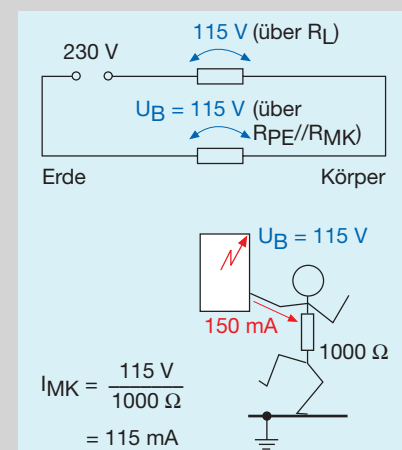 115 V (über RL)
230 V
UB = 115 V (über
RPE//RMK)
Erde Körper
UB = 115 V
150 mA
1000 Ω
IMK = 115 V
1000 Ω
= 115 mA